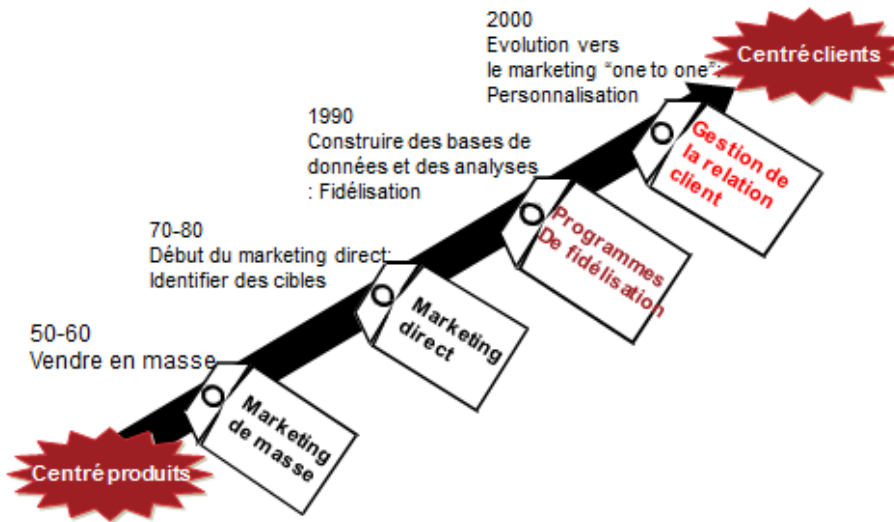 2000
Evolution vers
le marketing "one to one":
Personnalisation
Centré clients
1990
Construire des bases de
données et des analyses
: Fidélisation
Gestion de
la relation
client
70-80
Début du marketing direct:
Identifier des cibles
Programmes
De fidélisation
50-60
Vendre en masse
Marketing
direct
Marketing
de masse
Centré produits